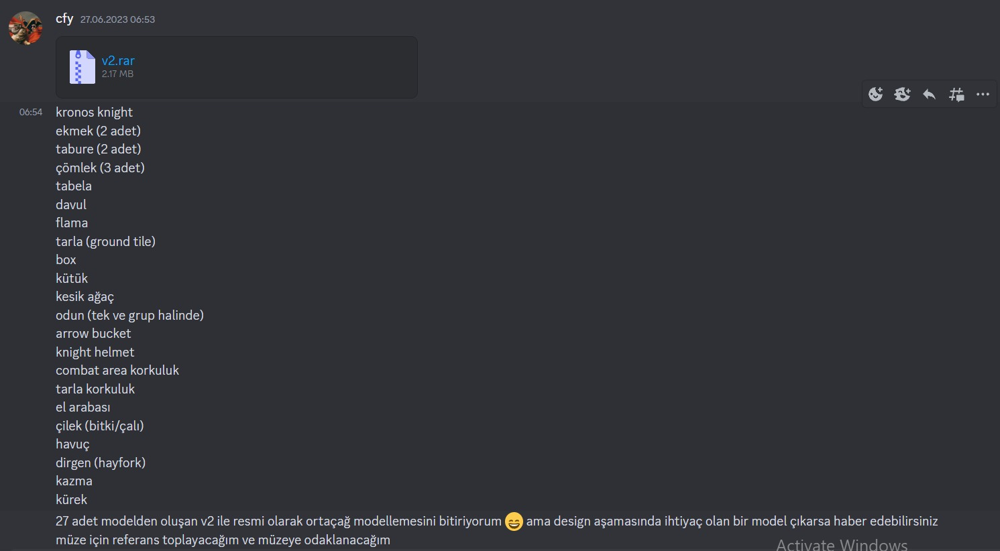 cfy 27.06.2023 06:53
v2.rar
2.17 MB
06:54 kronos knight
ekmek (2 adet)
tabure (2 adet)
çömlek (3 adet)
tabela
davul
flama
tarla (ground tile)
box
kütük
kesik ağaç
odun (tek ve grup halinde)
arrow bucket
knight helmet
combat area korkuluk
tarla korkuluk
el arabası
çilek (bitki/çalı)
havuç
dirgen (hayfork)
kazma
kürek
27 adet modelden oluşan v2 ile resmi olarak ortaçağ modellemesini bitiriyorum 😄 ama design aşamasında ihtiyaç olan bir model çıkarsa haber edebilirsiniz
müze için referans toplayacağım ve müzeye odaklanacağım
Activate Windows